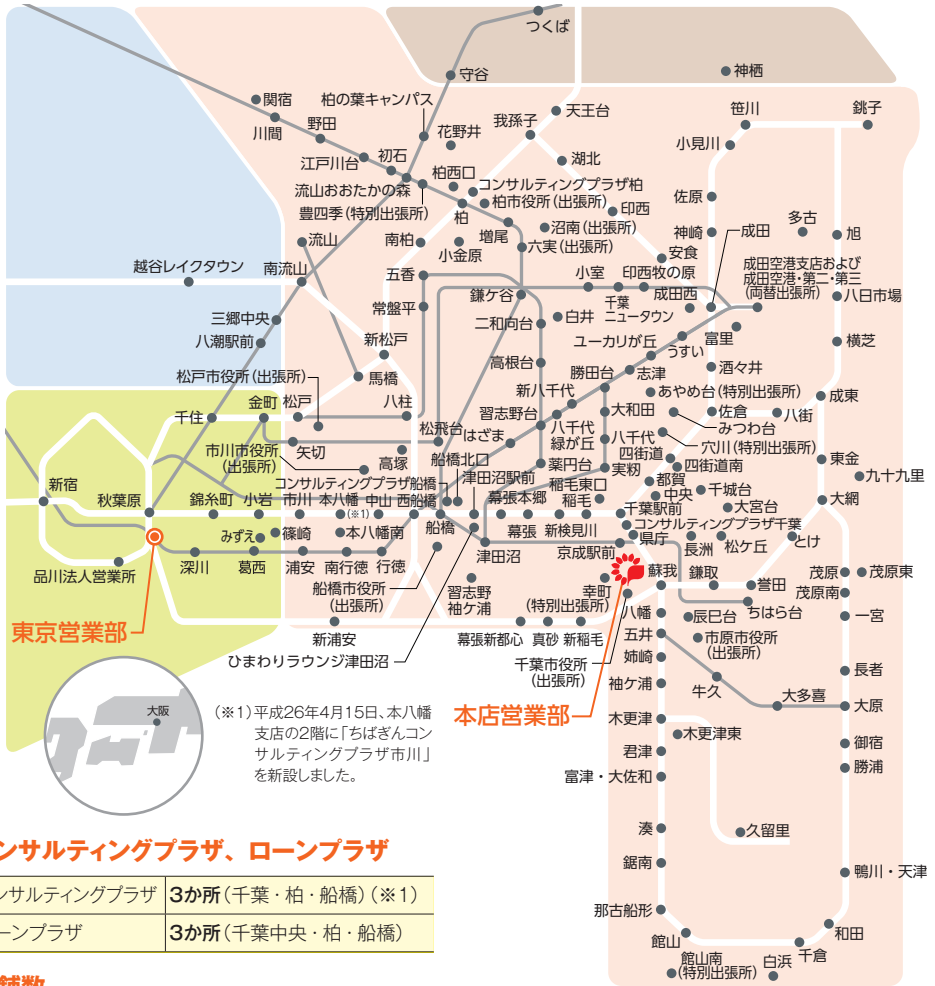 つくば
守谷
神栖
関宿
柏の葉キャンパス
天王台
川間
野田
花野井
我孫子
笹川
銚子
小見川
江戸川台
初石
柏西口
湖北
流山おおたかの森
コンサルティングプラザ柏
柏市役所(出張所)
豊四季(特別出張所)
柏
印西
佐原
多古
流山
南柏
小金原
増尾
沼南(出張所)
六実(出張所)
神崎
成田
旭
安食
越谷レイクタウン
南流山
五香
小室
印西牧の原
成田空港支店および
成田空港・第二・第三
(両替出張所)
八日市場
常盤平
鎌ケ谷
千葉
ニュータウン
成田西
三郷中央
二和向台
白井
富里
八潮駅前
新松戸
ユーカリが丘
うすい
横芝
高根台
勝田台
志津
酒々井
松戸市役所(出張所)
馬橋
新八千代
あやめ台(特別出張所)
成東
千住
金町
松戸
八柱
習志野台
大和田
みつわ台
佐倉
八街
松飛台
はざま
八千代
緑が丘
八千代
穴川(特別出張所)
市川市役所
(出張所)
矢切
高塚
船橋北口
四街道
四街道南
東金
新宿
コンサルティングプラザ船橋
津田沼駅前
薬円台
実籾
都賀
九十九里
秋葉原
錦糸町
小岩
市川
本八幡
(※1)
中山
西船橋
幕張本郷
稲毛東口
稲毛
中央
千城台
大網
千葉駅前
大宮台
みずえ
篠崎
本八幡南
船橋
幕張
新検見川
コンサルティングプラザ千葉
県庁
品川法人営業所
深川
葛西
浦安
南行徳
行徳
津田沼
京成駅前
長洲
松ケ丘
とけ
船橋市役所
(出張所)
習志野
袖ケ浦
幸町
(特別出張所)
蘇我
鎌取
誉田
茂原
茂原東
茂原南
ちはら台
東京営業部
新浦安
幕張新都心
真砂
新稲毛
八幡
辰巳台
一宮
ひまわりラウンジ津田沼
千葉市役所
(出張所)
五井
市原市役所
(出張所)
姉崎
長者
大阪
袖ケ浦
牛久
大多喜
大原
本店営業部
木更津
木更津東
御宿
(※1)平成26年4月15日、本八幡
支店の2階に「ちばぎんコン
サルティングプラザ市川」
を新設しました。
君津
勝浦
富津・大佐和
湊
久留里
鋸南
鴨川・天津
ンサルティングプラザ、ローンプラザ
ンサルティングプラザ 3か所(千葉・柏・船橋)(※1)
ーンプラザ 3か所(千葉中央・柏・船橋)
那古船形
和田
館山
千倉
館山南
(特別出張所)
白浜